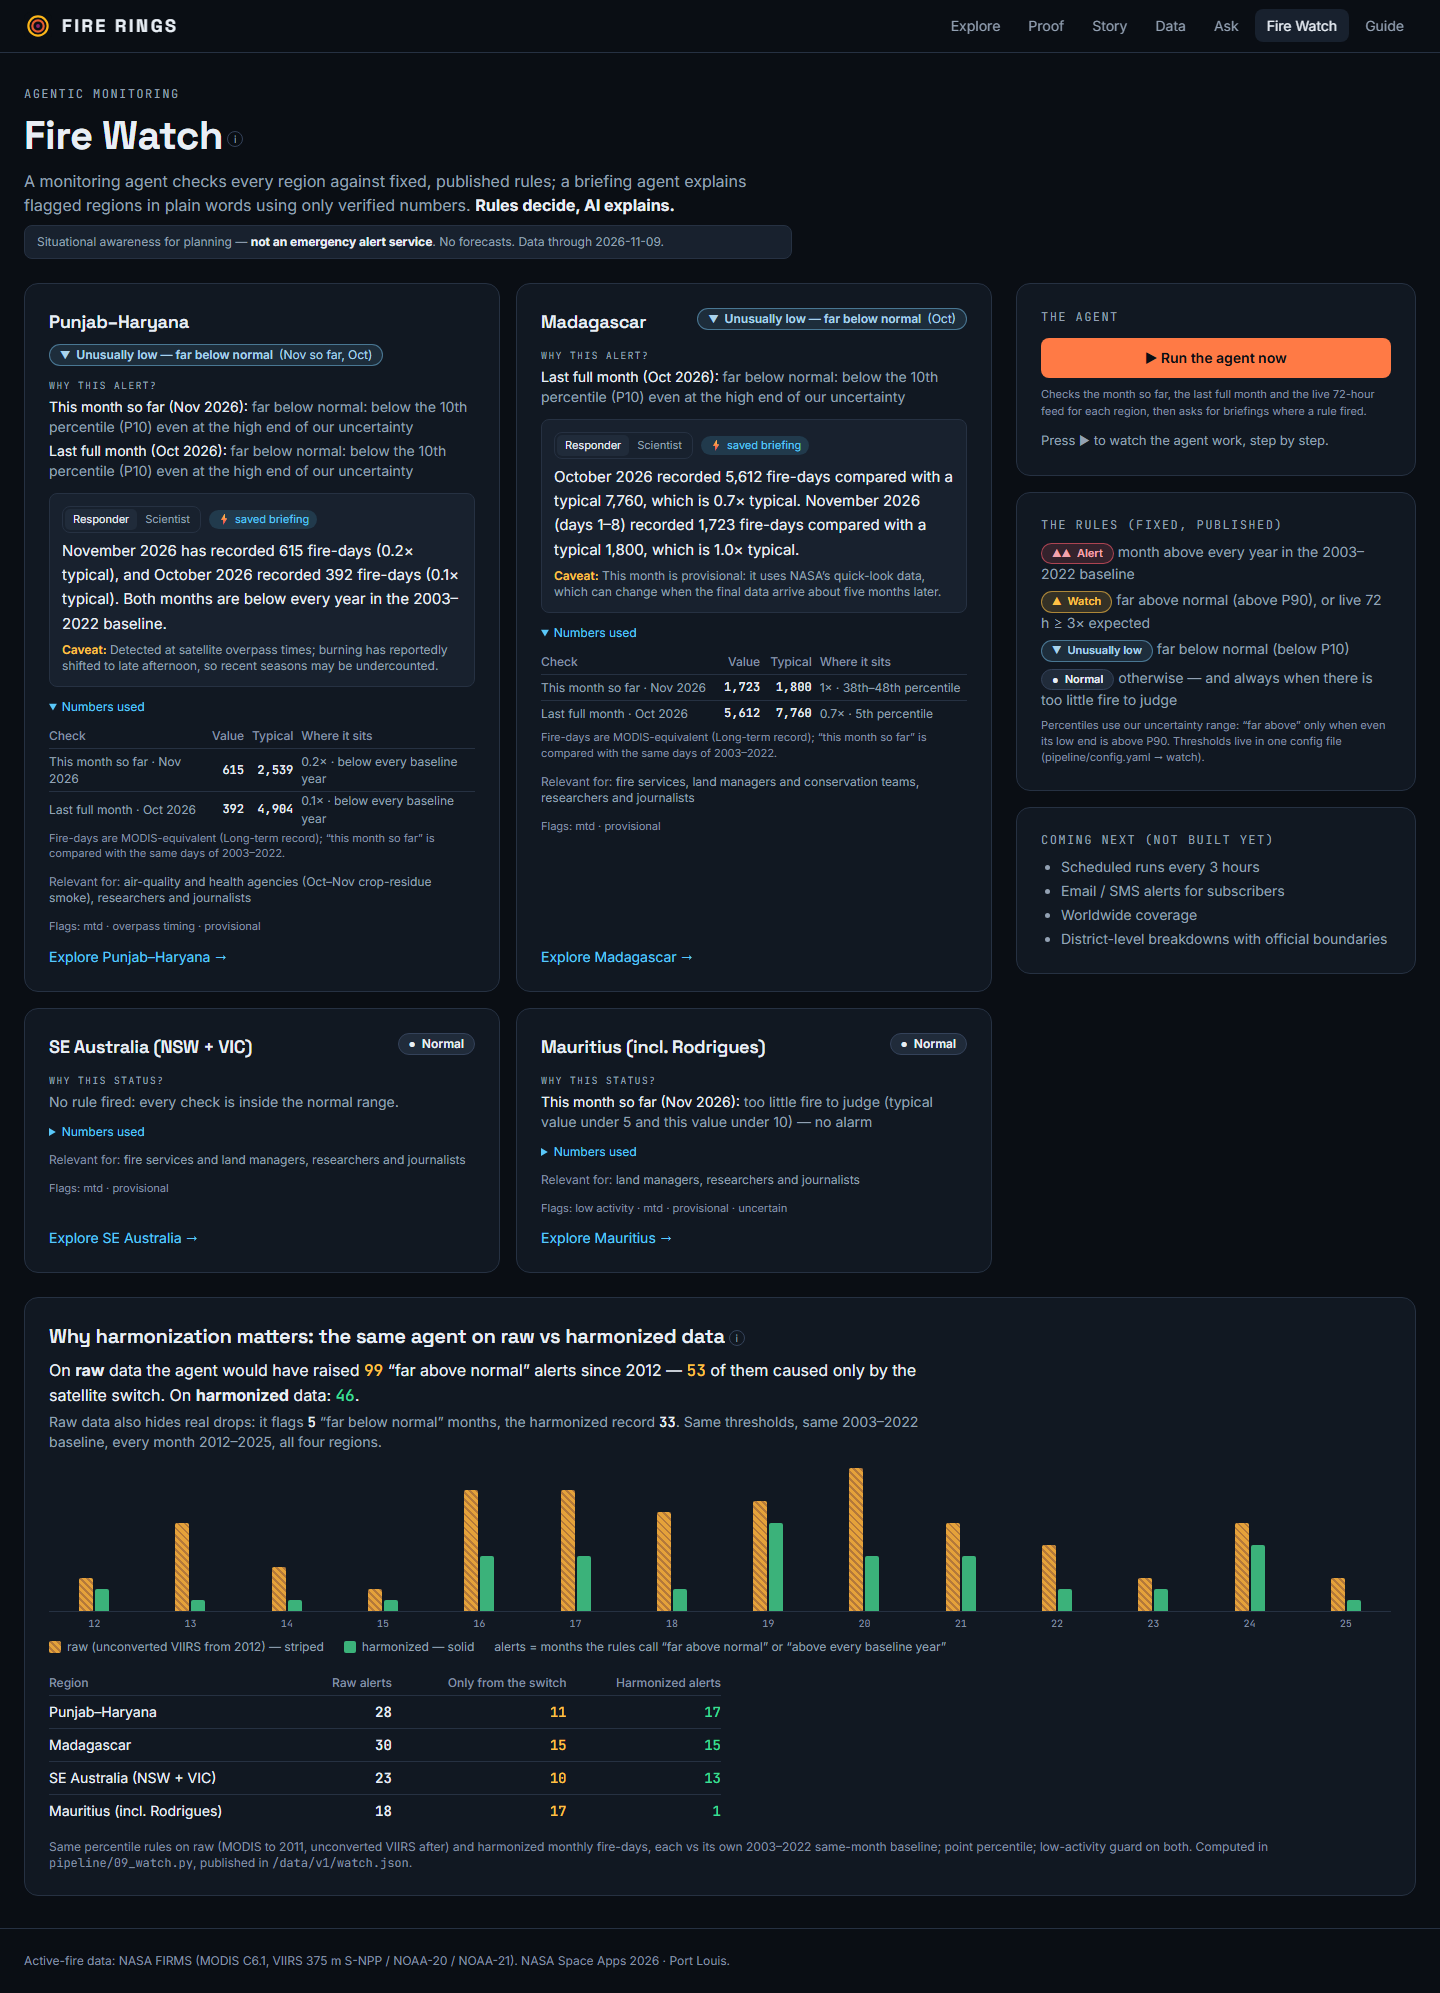 FIRE RINGS
Explore Proof Story Data Ask Fire Watch Guide
AGENTIC MONITORING
Fire Watch i
A monitoring agent checks every region against fixed, published rules; a briefing agent explains
flagged regions in plain words using only verified numbers. Rules decide, AI explains.
Situational awareness for planning — not an emergency alert service. No forecasts. Data through 2026-11-09.
Punjab–Haryana
▼ Unusually low — far below normal (Nov so far, Oct)
WHY THIS ALERT?
This month so far (Nov 2026): far below normal: below the 10th
percentile (P10) even at the high end of our uncertainty
Last full month (Oct 2026): far below normal: below the 10th
percentile (P10) even at the high end of our uncertainty
Responder Scientist saved briefing
November 2026 has recorded 615 fire-days (0.2×
typical), and October 2026 recorded 392 fire-days (0.1×
typical). Both months are below every year in the 2003–
2022 baseline.
Caveat: Detected at satellite overpass times; burning has reportedly
shifted to late afternoon, so recent seasons may be undercounted.
▼ Numbers used
Check Value Typical Where it sits
This month so far · Nov
2026 615 2,539 0.2× · below every baseline
year
Last full month · Oct 2026 392 4,904 0.1× · below every baseline
year
Fire-days are MODIS-equivalent (Long-term record); “this month so far” is
compared with the same days of 2003–2022.
Relevant for: air-quality and health agencies (Oct–Nov crop-residue
smoke), researchers and journalists
Flags: mtd · overpass timing · provisional
Explore Punjab–Haryana →
Madagascar
▼ Unusually low — far below normal (Oct)
WHY THIS ALERT?
Last full month (Oct 2026): far below normal: below the 10th
percentile (P10) even at the high end of our uncertainty
Responder Scientist saved briefing
October 2026 recorded 5,612 fire-days compared with a
typical 7,760, which is 0.7× typical. November 2026
(days 1–8) recorded 1,723 fire-days compared with a
typical 1,800, which is 1.0× typical.
Caveat: This month is provisional: it uses NASA’s quick-look data,
which can change when the final data arrive about five months later.
▼ Numbers used
Check Value Typical Where it sits
This month so far · Nov 2026 1,723 1,800 1× · 38th–48th percentile
Last full month · Oct 2026 5,612 7,760 0.7× · 5th percentile
Fire-days are MODIS-equivalent (Long-term record); “this month so far” is
compared with the same days of 2003–2022.
Relevant for: fire services, land managers and conservation teams,
researchers and journalists
Flags: mtd · provisional
Explore Madagascar →
THE AGENT
▶ Run the agent now
Checks the month so far, the last full month and the live 72-hour
feed for each region, then asks for briefings where a rule fired.
Press ▶ to watch the agent work, step by step.
THE RULES (FIXED, PUBLISHED)
▲▲ Alert month above every year in the 2003–
2022 baseline
▲ Watch far above normal (above P90), or live 72
h ≥ 3× expected
▼ Unusually low far below normal (below P10)
● Normal otherwise — and always when there is
too little fire to judge
Percentiles use our uncertainty range: “far above” only when even
its low end is above P90. Thresholds live in one config file
(pipeline/config.yaml → watch).
COMING NEXT (NOT BUILT YET)
• Scheduled runs every 3 hours
• Email / SMS alerts for subscribers
• Worldwide coverage
• District-level breakdowns with official boundaries
SE Australia (NSW + VIC)
● Normal
WHY THIS STATUS?
No rule fired: every check is inside the normal range.
▶ Numbers used
Relevant for: fire services and land managers, researchers and journalists
Flags: mtd · provisional
Explore SE Australia →
Mauritius (incl. Rodrigues)
● Normal
WHY THIS STATUS?
This month so far (Nov 2026): too little fire to judge (typical
value under 5 and this value under 10) — no alarm
▶ Numbers used
Relevant for: land managers, researchers and journalists
Flags: low activity · mtd · provisional · uncertain
Explore Mauritius →
Why harmonization matters: the same agent on raw vs harmonized data i
On raw data the agent would have raised 99 “far above normal” alerts since 2012 — 53 of them caused only by the
satellite switch. On harmonized data: 46.
Raw data also hides real drops: it flags 5 “far below normal” months, the harmonized record 33. Same thresholds, same 2003–2022
baseline, every month 2012–2025, all four regions.
12 13 14 15 16 17 18 19 20 21 22 23 24 25
raw (unconverted VIIRS from 2012) — striped harmonized — solid alerts = months the rules call “far above normal” or “above every baseline year”
Region Raw alerts Only from the switch Harmonized alerts
Punjab–Haryana 28 11 17
Madagascar 30 15 15
SE Australia (NSW + VIC) 23 10 13
Mauritius (incl. Rodrigues) 18 17 1
Same percentile rules on raw (MODIS to 2011, unconverted VIIRS after) and harmonized monthly fire-days, each vs its own 2003–2022 same-month baseline; point percentile; low-activity guard on both. Computed in
pipeline/09_watch.py, published in /data/v1/watch.json.
Active-fire data: NASA FIRMS (MODIS C6.1, VIIRS 375 m S-NPP / NOAA-20 / NOAA-21). NASA Space Apps 2026 · Port Louis.